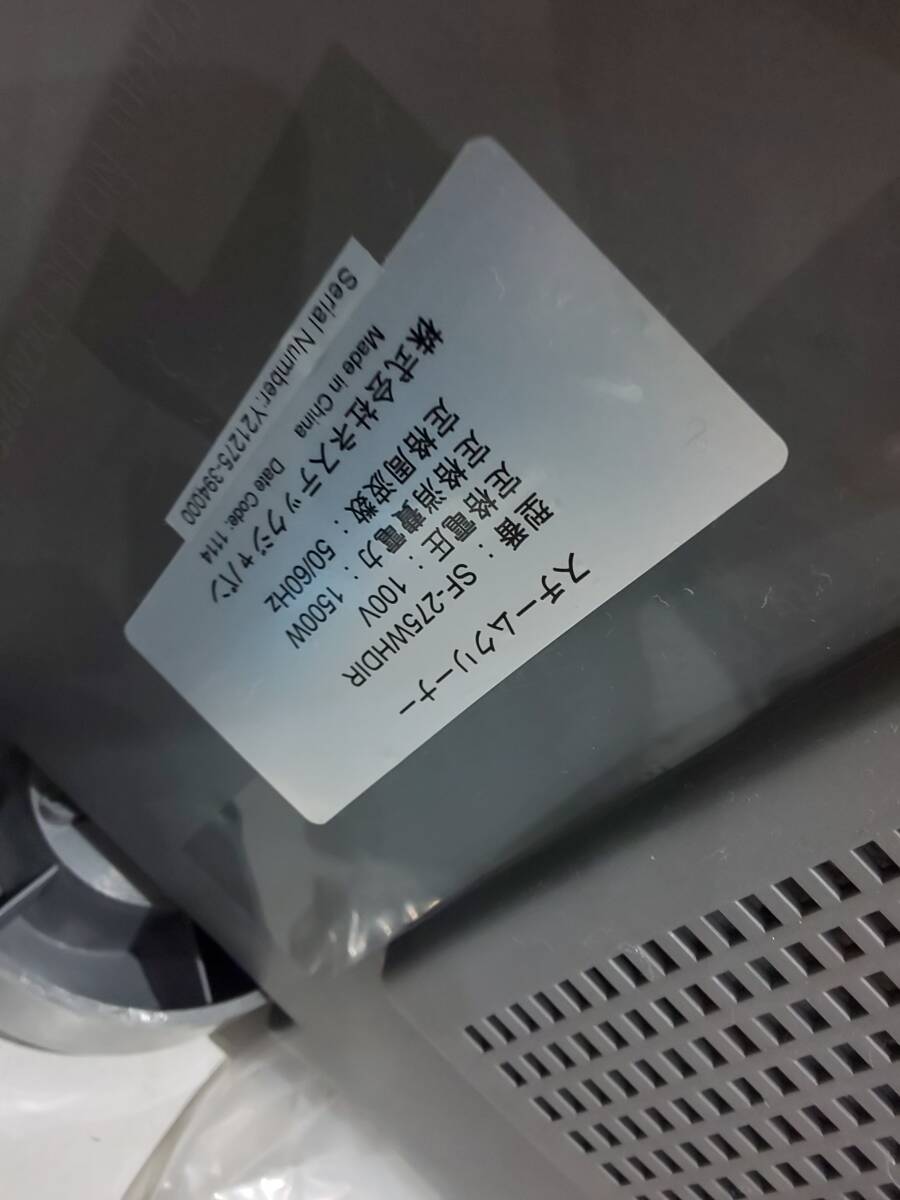 スチームクリーナー
型番：SF-275WHDIR
定格電圧：100V
定格消費電力：1500W
定格周波数：50/60Hz
株式会社ネステックジャパン
Made in China Date Code: 1114
Serial Number: Y21275-394000